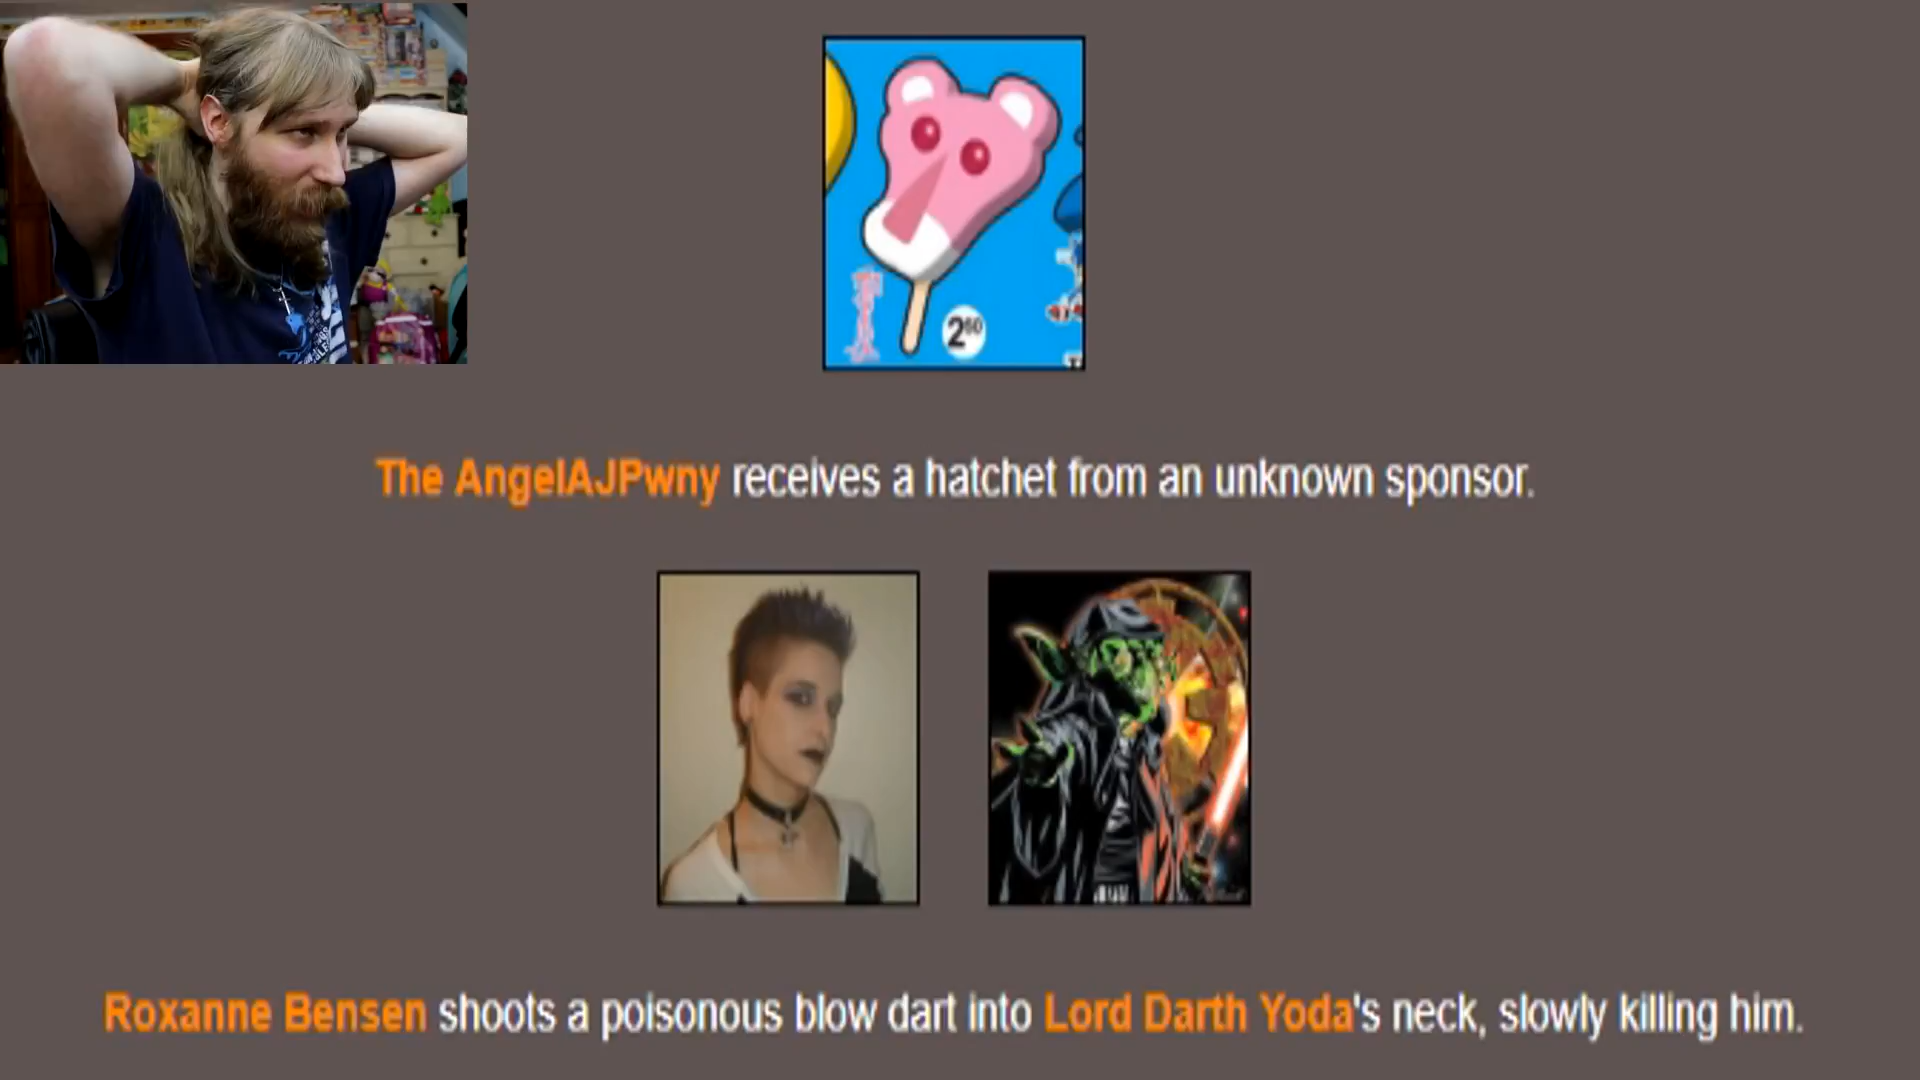 2⁶⁰
The AngelAJPwny receives a hatchet from an unknown sponsor.
Roxanne Bensen shoots a poisonous blow dart into Lord Darth Yoda's neck, slowly killing him.